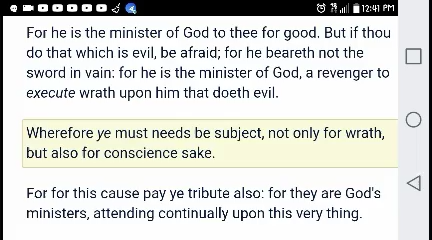 12:41 PM
For he is the minister of God to thee for good. But if thou
do that which is evil, be afraid; for he beareth not the
sword in vain: for he is the minister of God, a revenger to
execute wrath upon him that doeth evil.
Wherefore ye must needs be subject, not only for wrath,
but also for conscience sake.
For for this cause pay ye tribute also: for they are God's
ministers, attending continually upon this very thing.